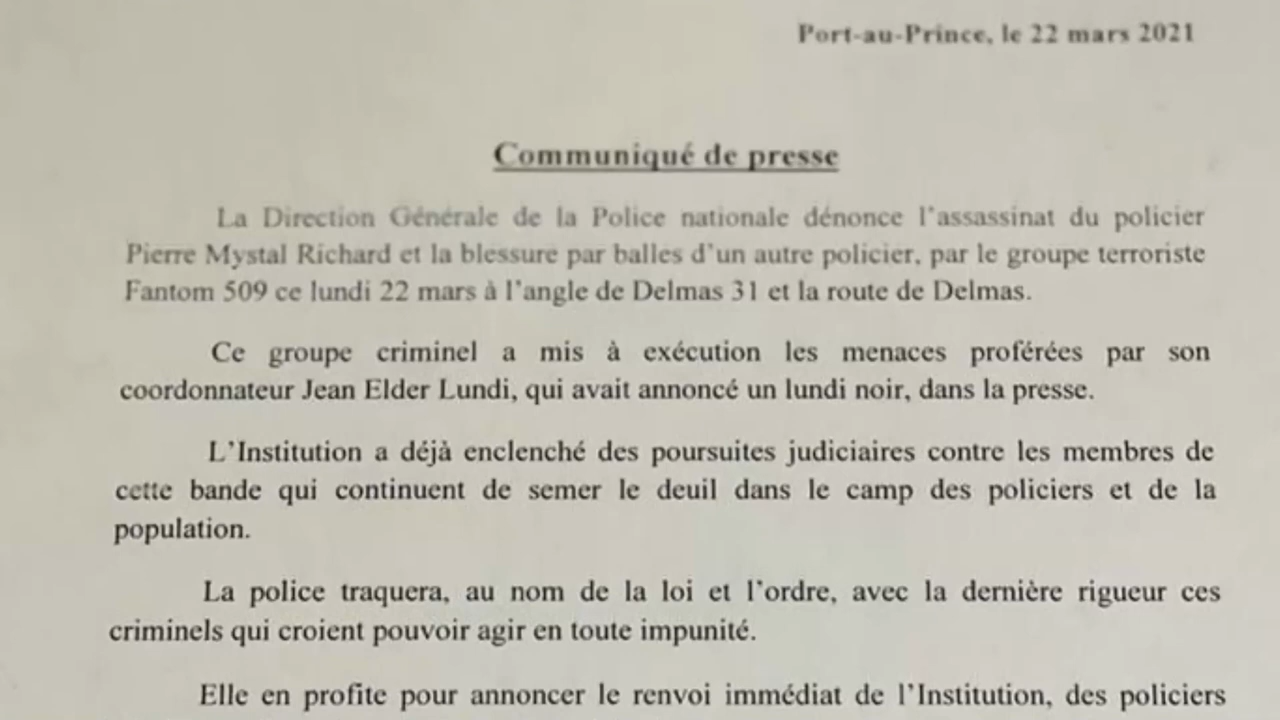 Port-au-Prince, le 22 mars 2021
Communiqué de presse
La Direction Générale de la Police nationale dénonce l'assassinat du policier
Pierre Mystal Richard et la blessure par balles d'un autre policier, par le groupe terroriste
Fantom 509 ce lundi 22 mars à l'angle de Delmas 31 et la route de Delmas.
Ce groupe criminel a mis à exécution les menaces proférées par son
coordonnateur Jean Elder Lundi, qui avait annoncé un lundi noir, dans la presse.
L'Institution a déjà enclenché des poursuites judiciaires contre les membres de
cette bande qui continuent de semer le deuil dans le camp des policiers et de la
population.
La police traquera, au nom de la loi et l'ordre, avec la dernière rigueur ces
criminels qui croient pouvoir agir en toute impunité.
Elle en profite pour annoncer le renvoi immédiat de l'Institution, des policiers